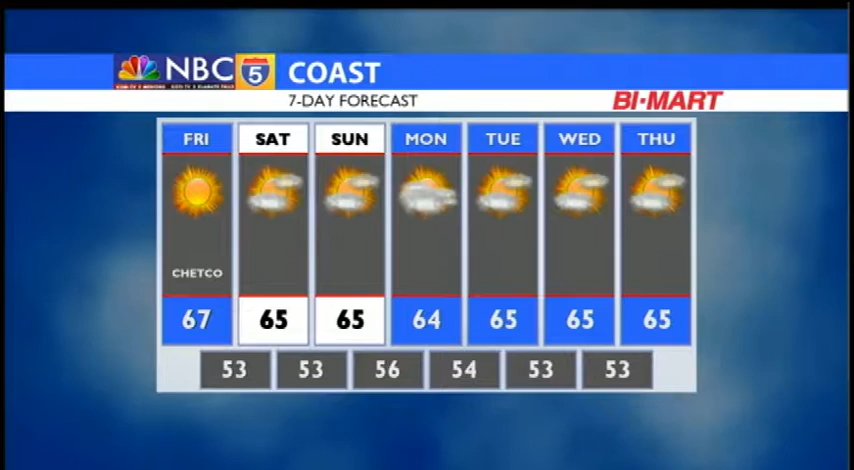 NBC 5 COAST
7-DAY FORECAST BI-MART
FRI SAT SUN MON TUE WED THU
CHETCO
67 65 65 64 65 65 65
53 53 56 54 53 53